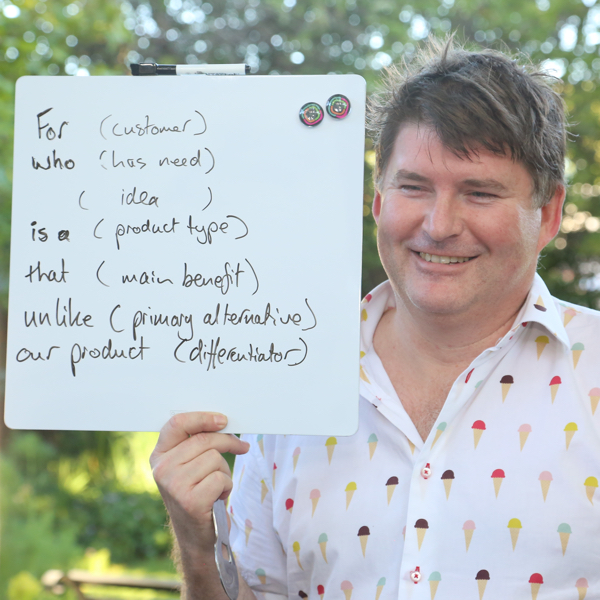 For (customer)
who (has need)
( idea )
is a (product type)
that (main benefit)
unlike (primary alternative)
our product (differentiator)